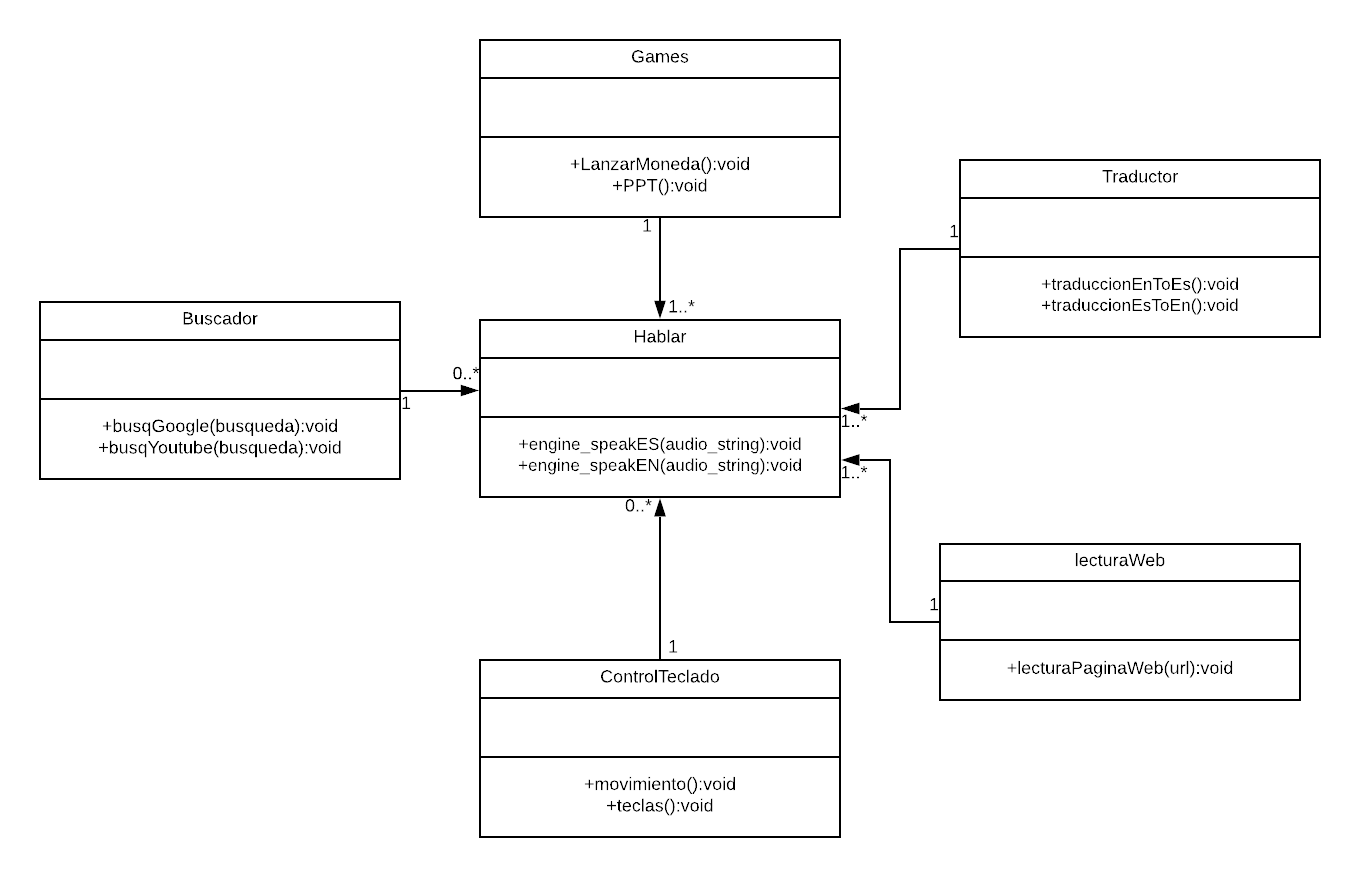 Games
+LanzarMoneda():void
+PPT():void
1
1..*
Traductor
+traduccionEnToEs():void
+traduccionEsToEn():void
1
1..*
Buscador
+busqGoogle(busqueda):void
+busqYoutube(busqueda):void
1
0..*
Hablar
+engine_speakES(audio_string):void
+engine_speakEN(audio_string):void
1..*
0..*
lecturaWeb
+lecturaPaginaWeb(url):void
1
1
ControlTeclado
+movimiento():void
+teclas():void